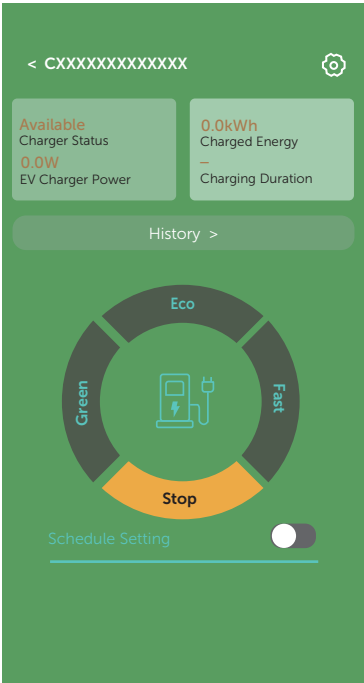 < CXXXXXXXXXXXXX
Available
Charger Status
0.0W
EV Charger Power
0.0kWh
Charged Energy
–
Charging Duration
History >
Eco
Green
Fast
Stop
Schedule Setting